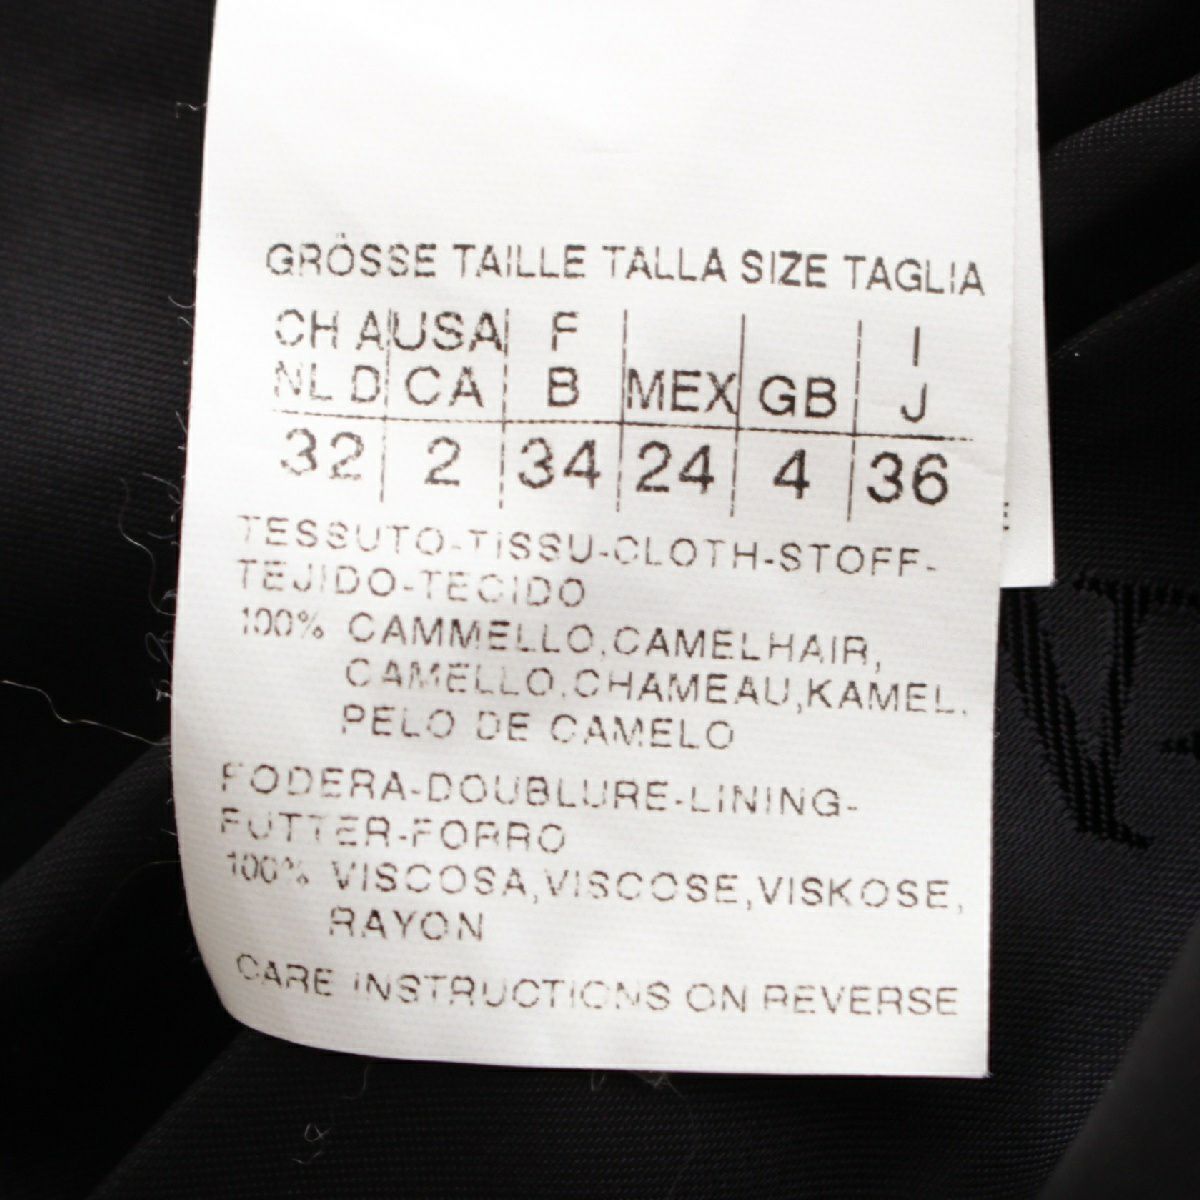 GRÖSSE TAILLE TALLA SIZE TAGLIA
CH A USA F I
NL D CA B MEX GB J
32 2 34 24 4 36
TESSUTO-TISSU-CLOTH-STOFF-
TEJIDO-TECIDO
100% CAMMELLO,CAMELHAIR,
CAMELLO,CHAMEAU,KAMEL,
PELO DE CAMELO
FODERA-DOUBLURE-LINING-
FUTTER-FORRO
100% VISCOSA,VISCOSE,VISKOSE,
RAYON
CARE INSTRUCTIONS ON REVERSE